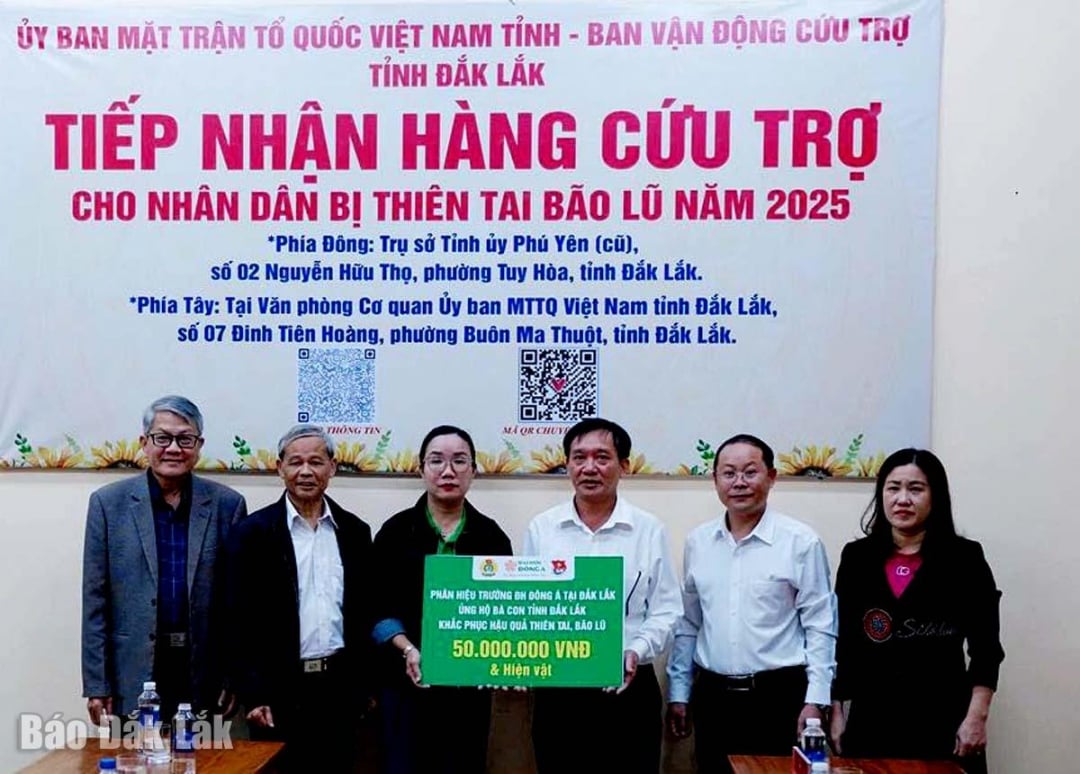 ỦY BAN MẶT TRẬN TỔ QUỐC VIỆT NAM TỈNH - BAN VẬN ĐỘNG CỨU TRỢ
TỈNH ĐẮK LẮK
TIẾP NHẬN HÀNG CỨU TRỢ
CHO NHÂN DÂN BỊ THIÊN TAI BÃO LŨ NĂM 2025
*Phía Đông: Trụ sở Tỉnh ủy Phú Yên (cũ),
số 02 Nguyễn Hữu Thọ, phường Tuy Hòa, tỉnh Đắk Lắk.
*Phía Tây: Tại Văn phòng Cơ quan Ủy ban MTTQ Việt Nam tỉnh Đắk Lắk,
số 07 Đinh Tiên Hoàng, phường Buôn Ma Thuột, tỉnh Đắk Lắk.
THÔNG TIN
MÃ QR
ĐẠI HỌC
ĐÔNG Á
PHÂN HIỆU TRƯỜNG ĐH ĐÔNG Á TẠI ĐẮK LẮK
ỦNG HỘ BÀ CON TỈNH ĐẮK LẮK
KHẮC PHỤC HẬU QUẢ THIÊN TAI, BÃO LŨ
50.000.000 VNĐ
& Hiện vật
Báo Đắk Lắk